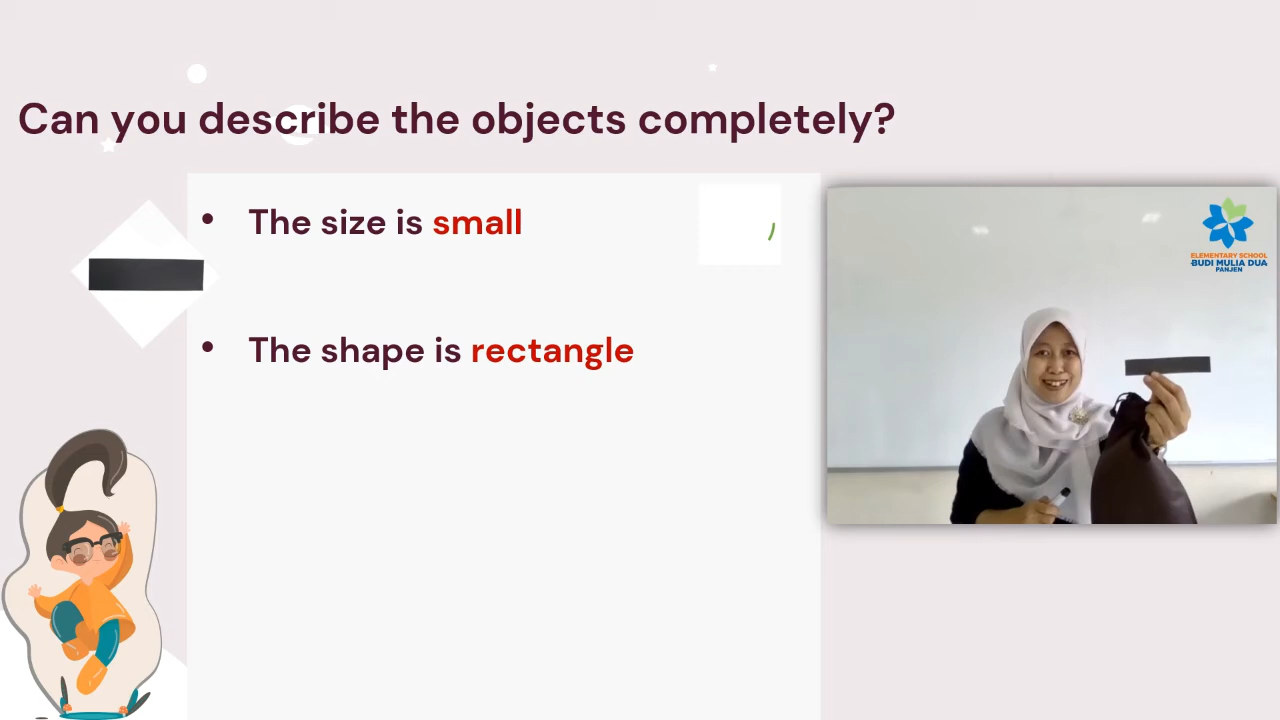 Can you describe the objects completely?
• The size is small
• The shape is rectangle
ELEMENTARY SCHOOL
BUDI MULIA DUA
PANJEN